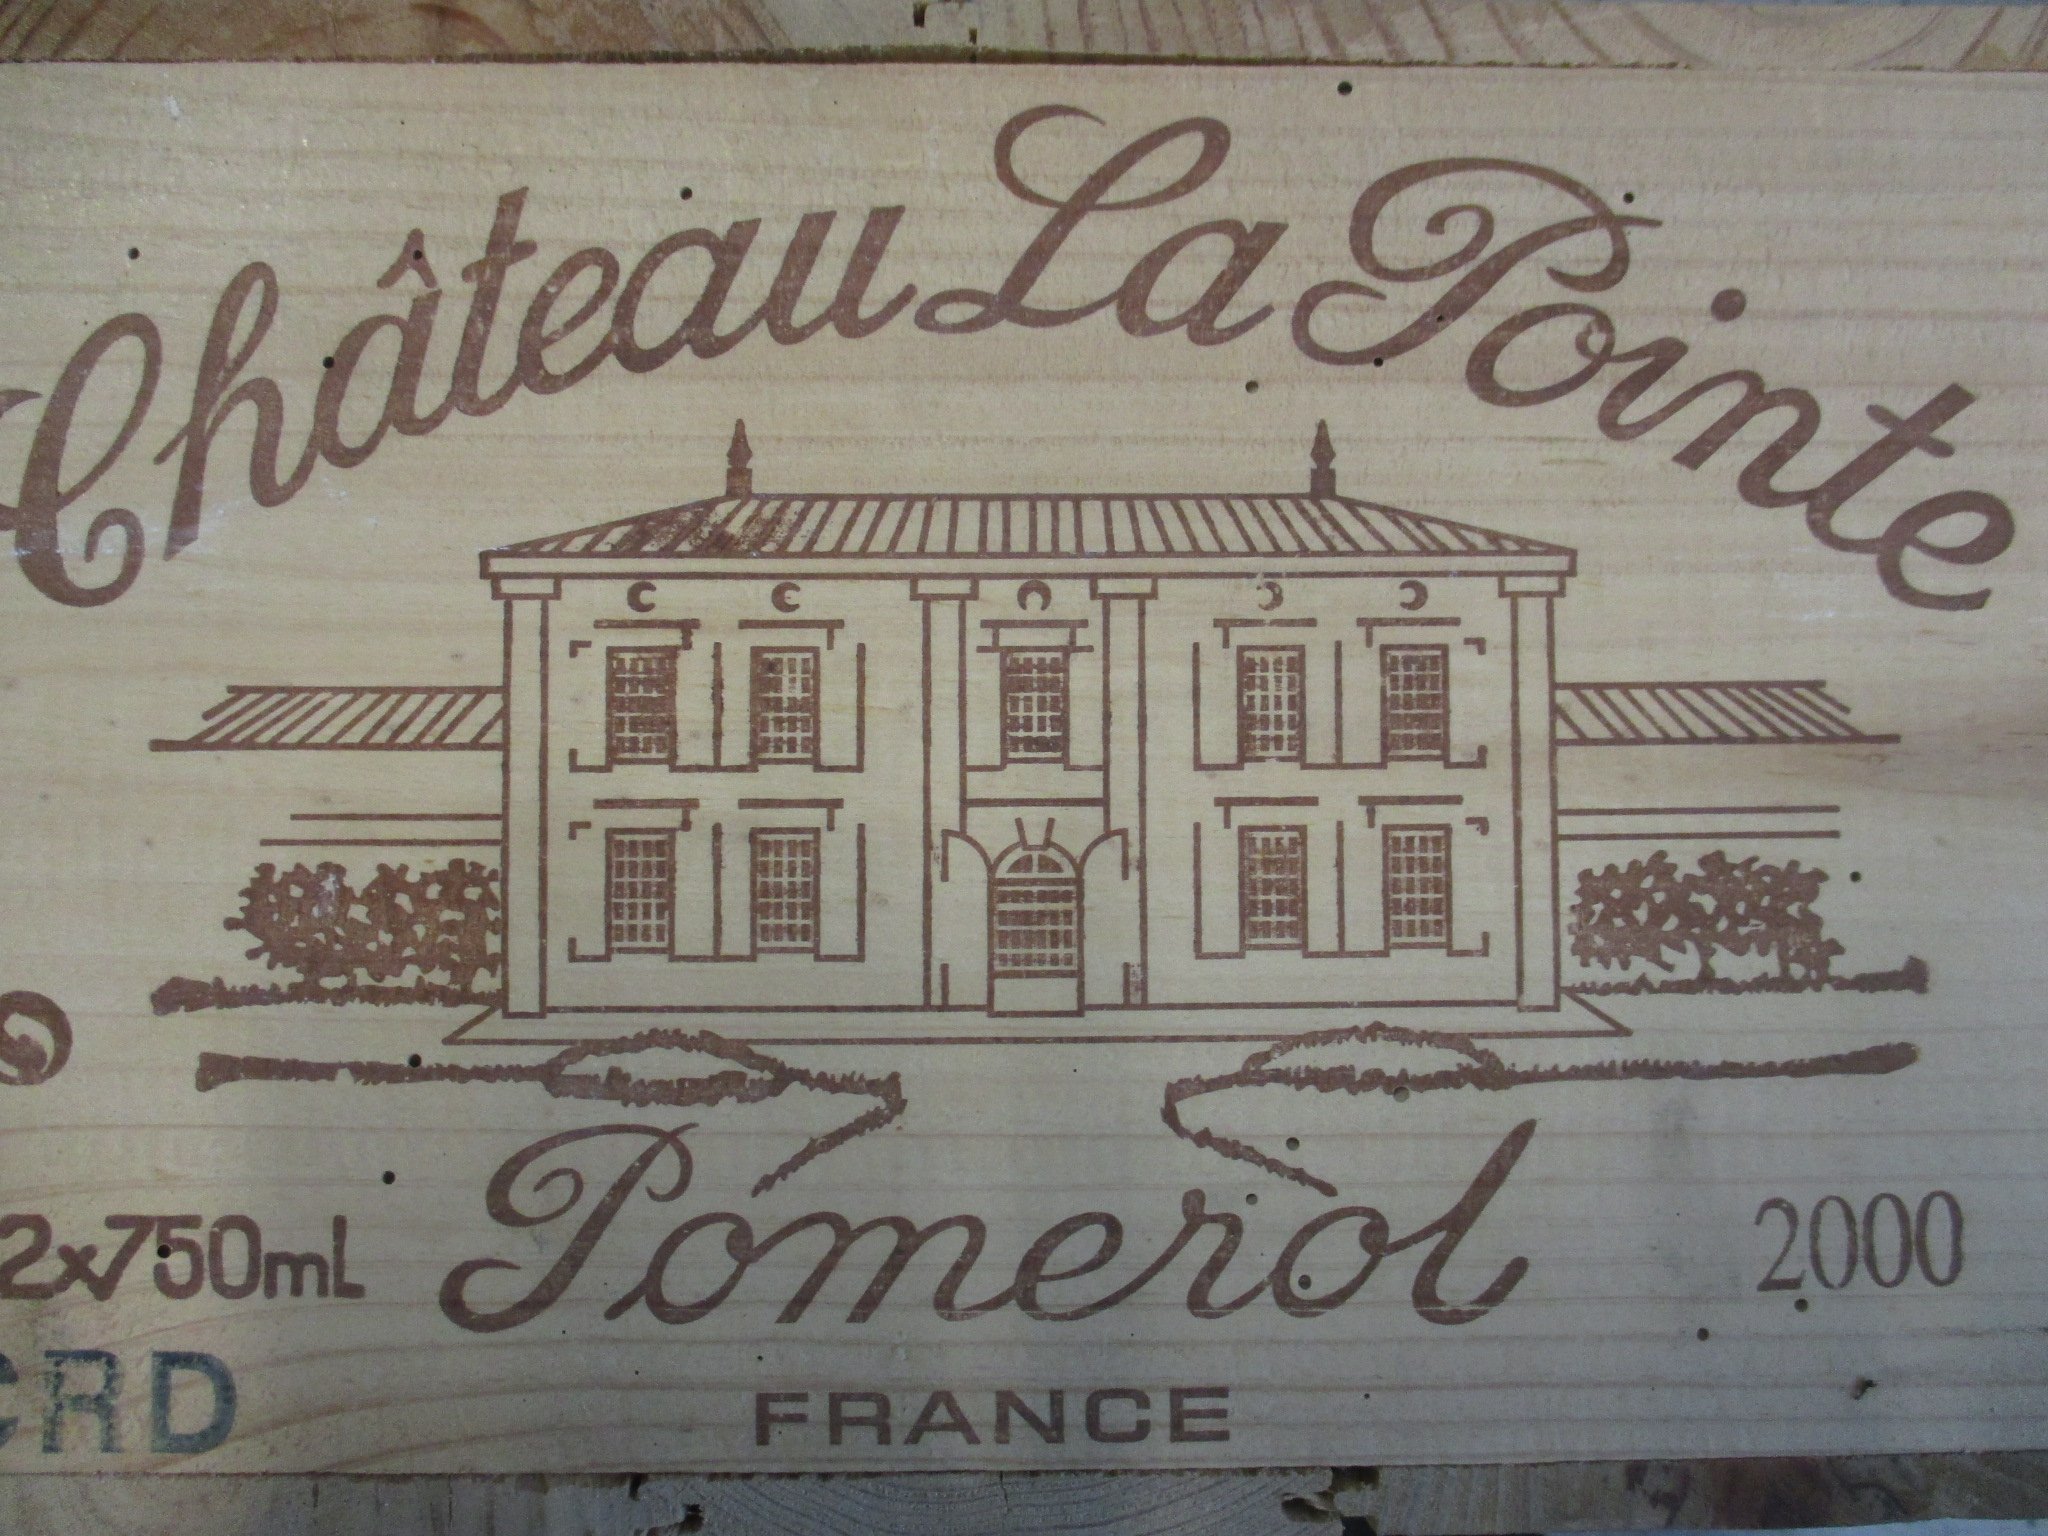 Château La Pointe
2x750mL
Pomerol
2000
CRD
FRANCE